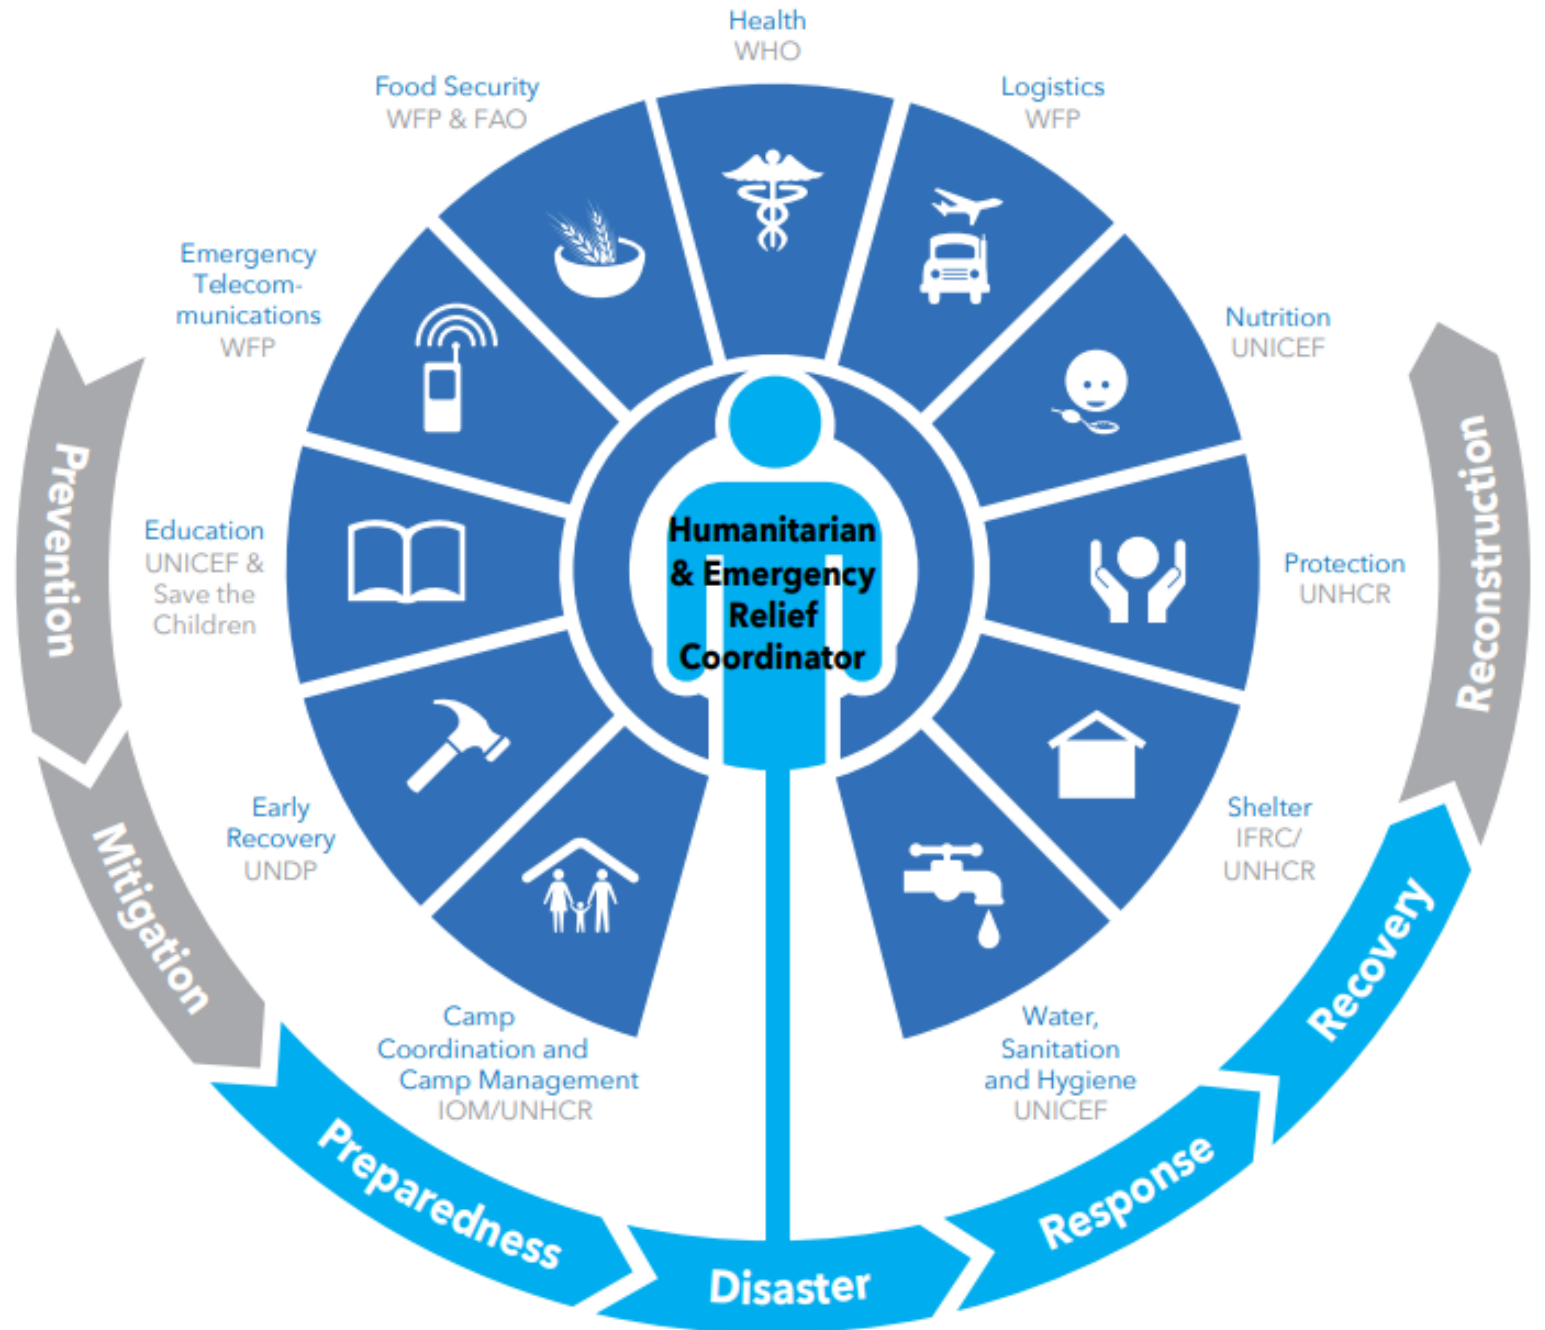 Health
WHO
Food Security
WFP & FAO
Logistics
WFP
Emergency
Telecom-
munications
WFP
Nutrition
UNICEF
Education
UNICEF &
Save the
Children
Protection
UNHCR
Humanitarian
& Emergency
Relief
Coordinator
Early
Recovery
UNDP
Shelter
IFRC/
UNHCR
Camp
Coordination and
Camp Management
IOM/UNHCR
Water,
Sanitation
and Hygiene
UNICEF
Prevention
Mitigation
Preparedness
Disaster
Response
Recovery
Reconstruction